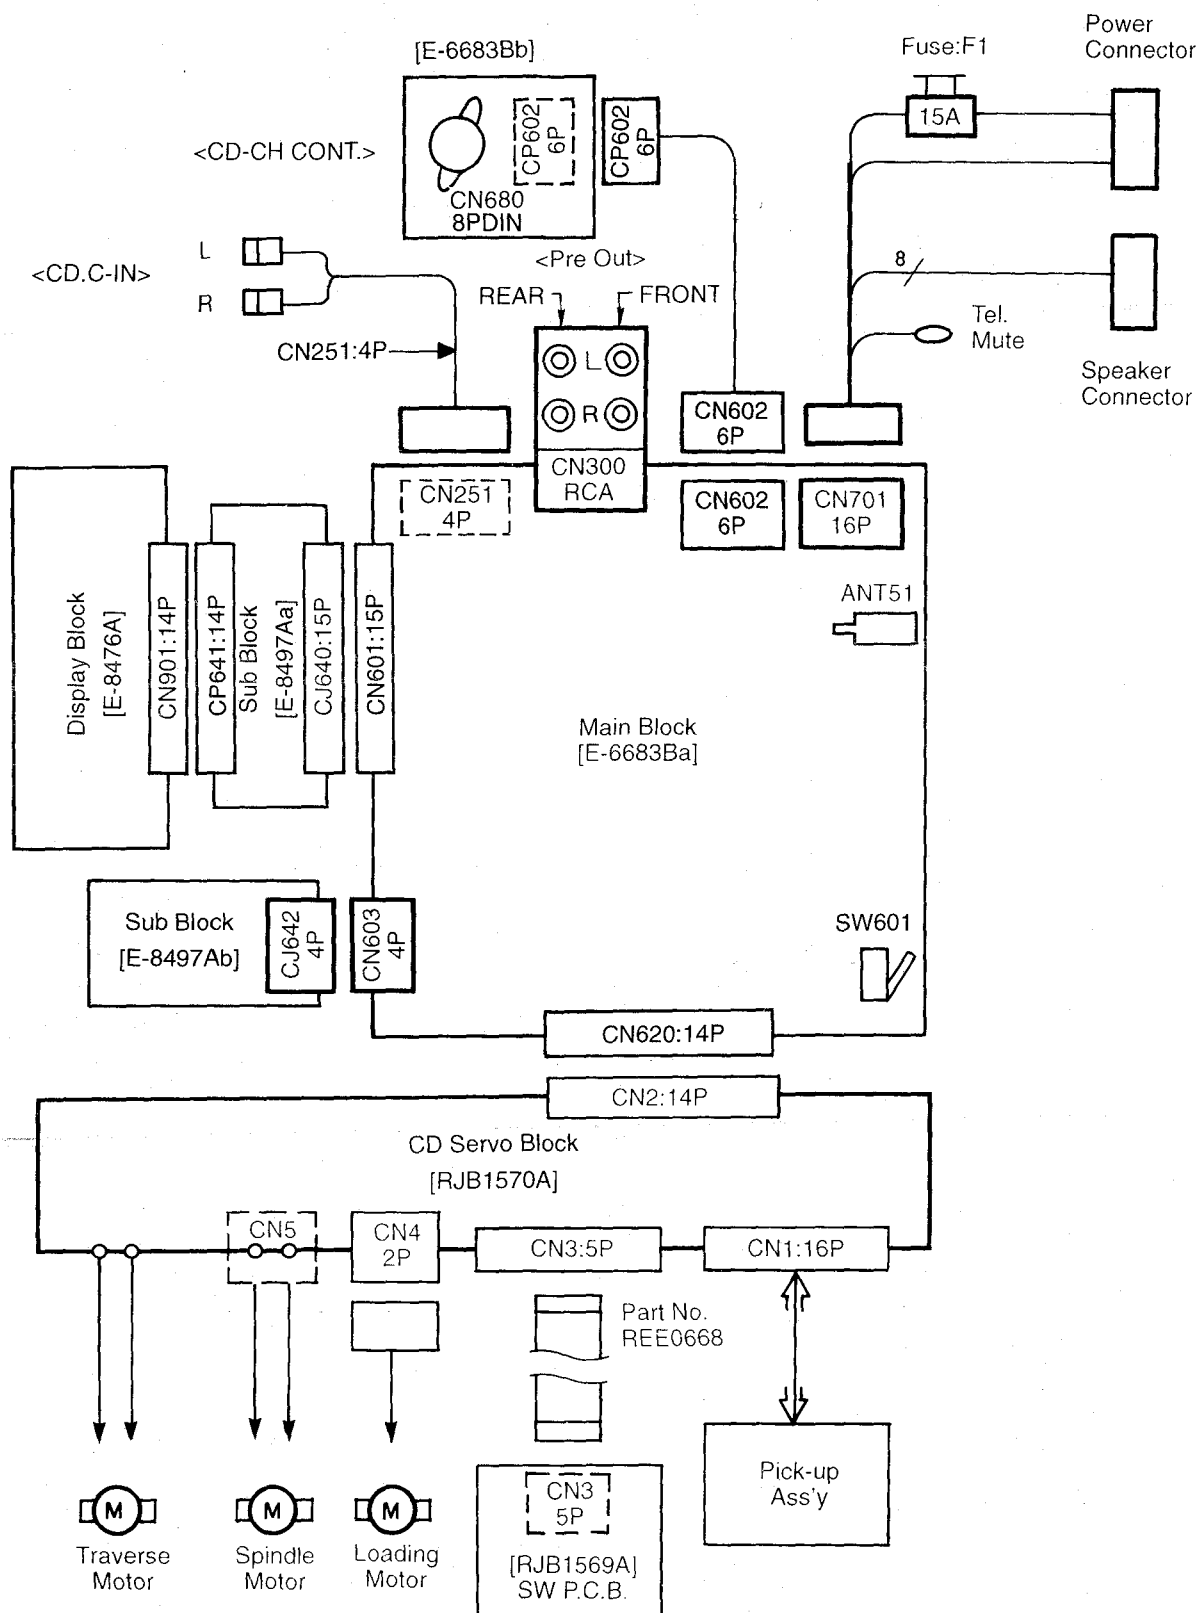 [E-6683Bb]
Fuse:F1
Power
Connector
15A
<CD-CH CONT.>
CP602
6P
CP602
6P
CN680
8PDIN
L
<CD.C-IN>
R
<Pre Out>
REAR
FRONT
8
Tel.
Mute
CN251:4P
L
R
Speaker
Connector
CN602
6P
CN300
RCA
CN251
4P
CN602
6P
CN701
16P
ANT51
Display Block
[E-8476A]
CN901:14P
CP641:14P
Sub Block
[E-8497Aa]
CJ640:15P
CN601:15P
Main Block
[E-6683Ba]
Sub Block
[E-8497Ab]
CJ642
4P
CN603
4P
SW601
CN620:14P
CN2:14P
CD Servo Block
[RJB1570A]
CN5
CN4
2P
CN3:5P
CN1:16P
Part No.
REE0668
Pick-up
Ass'y
CN3
5P
M
M
M
Traverse
Motor
Spindle
Motor
Loading
Motor
[RJB1569A]
SW P.C.B.